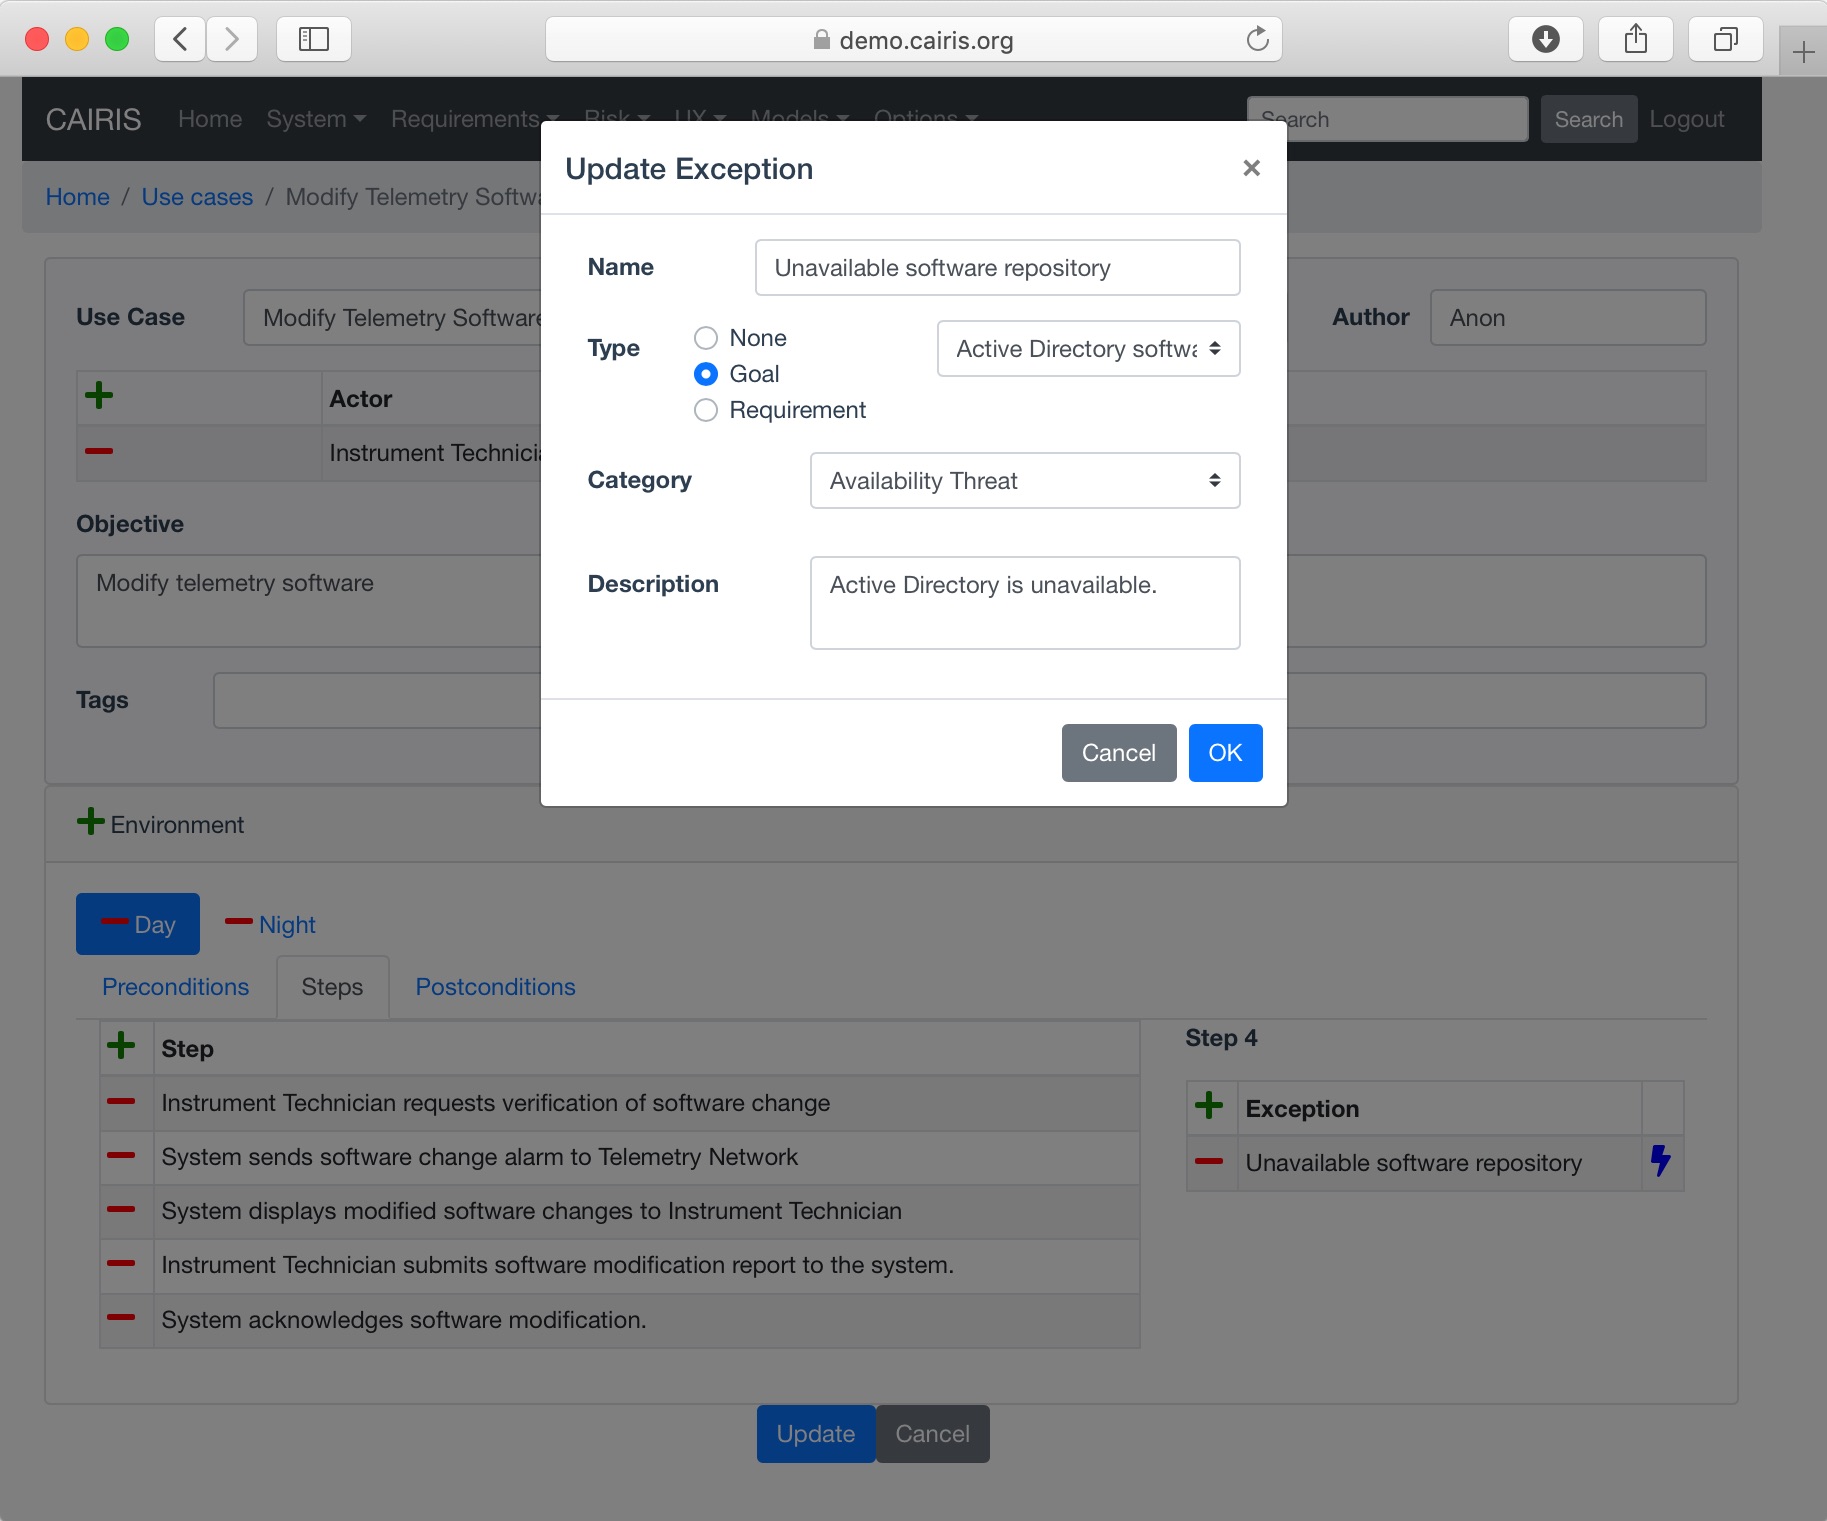 demo.cairis.org
CAIRIS Home System Requirements Risk UX Models Options Search Search Logout
Home / Use cases / Modify Telemetry Softwa
Update Exception
Name Unavailable software repository
Use Case Modify Telemetry Software
Author Anon
Type None
Goal
Requirement
Active Directory softwa
Actor
Instrument Technicia
Category Availability Threat
Objective
Modify telemetry software
Description Active Directory is unavailable.
Tags
Cancel OK
Environment
Day Night
Preconditions Steps Postconditions
Step
Instrument Technician requests verification of software change
System sends software change alarm to Telemetry Network
System displays modified software changes to Instrument Technician
Instrument Technician submits software modification report to the system.
System acknowledges software modification.
Step 4
Exception
Unavailable software repository
Update Cancel